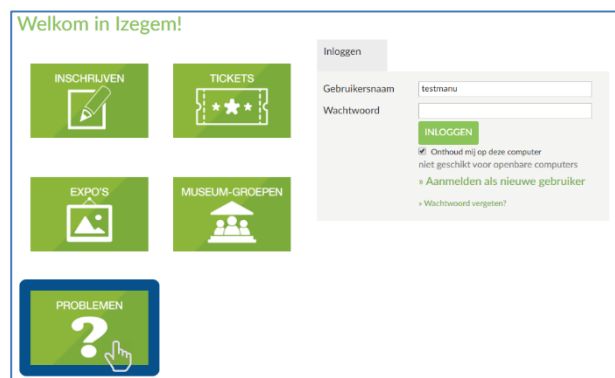 Welkom in Izegem!
INSCHRIJVEN
TICKETS
EXPO'S
MUSEUM-GROEPEN
PROBLEMEN
?
Inloggen
Gebruikersnaam testmanu
Wachtwoord
INLOGGEN
Onthoud mij op deze computer
niet geschikt voor openbare computers
» Aanmelden als nieuwe gebruiker
» Wachtwoord vergeten?